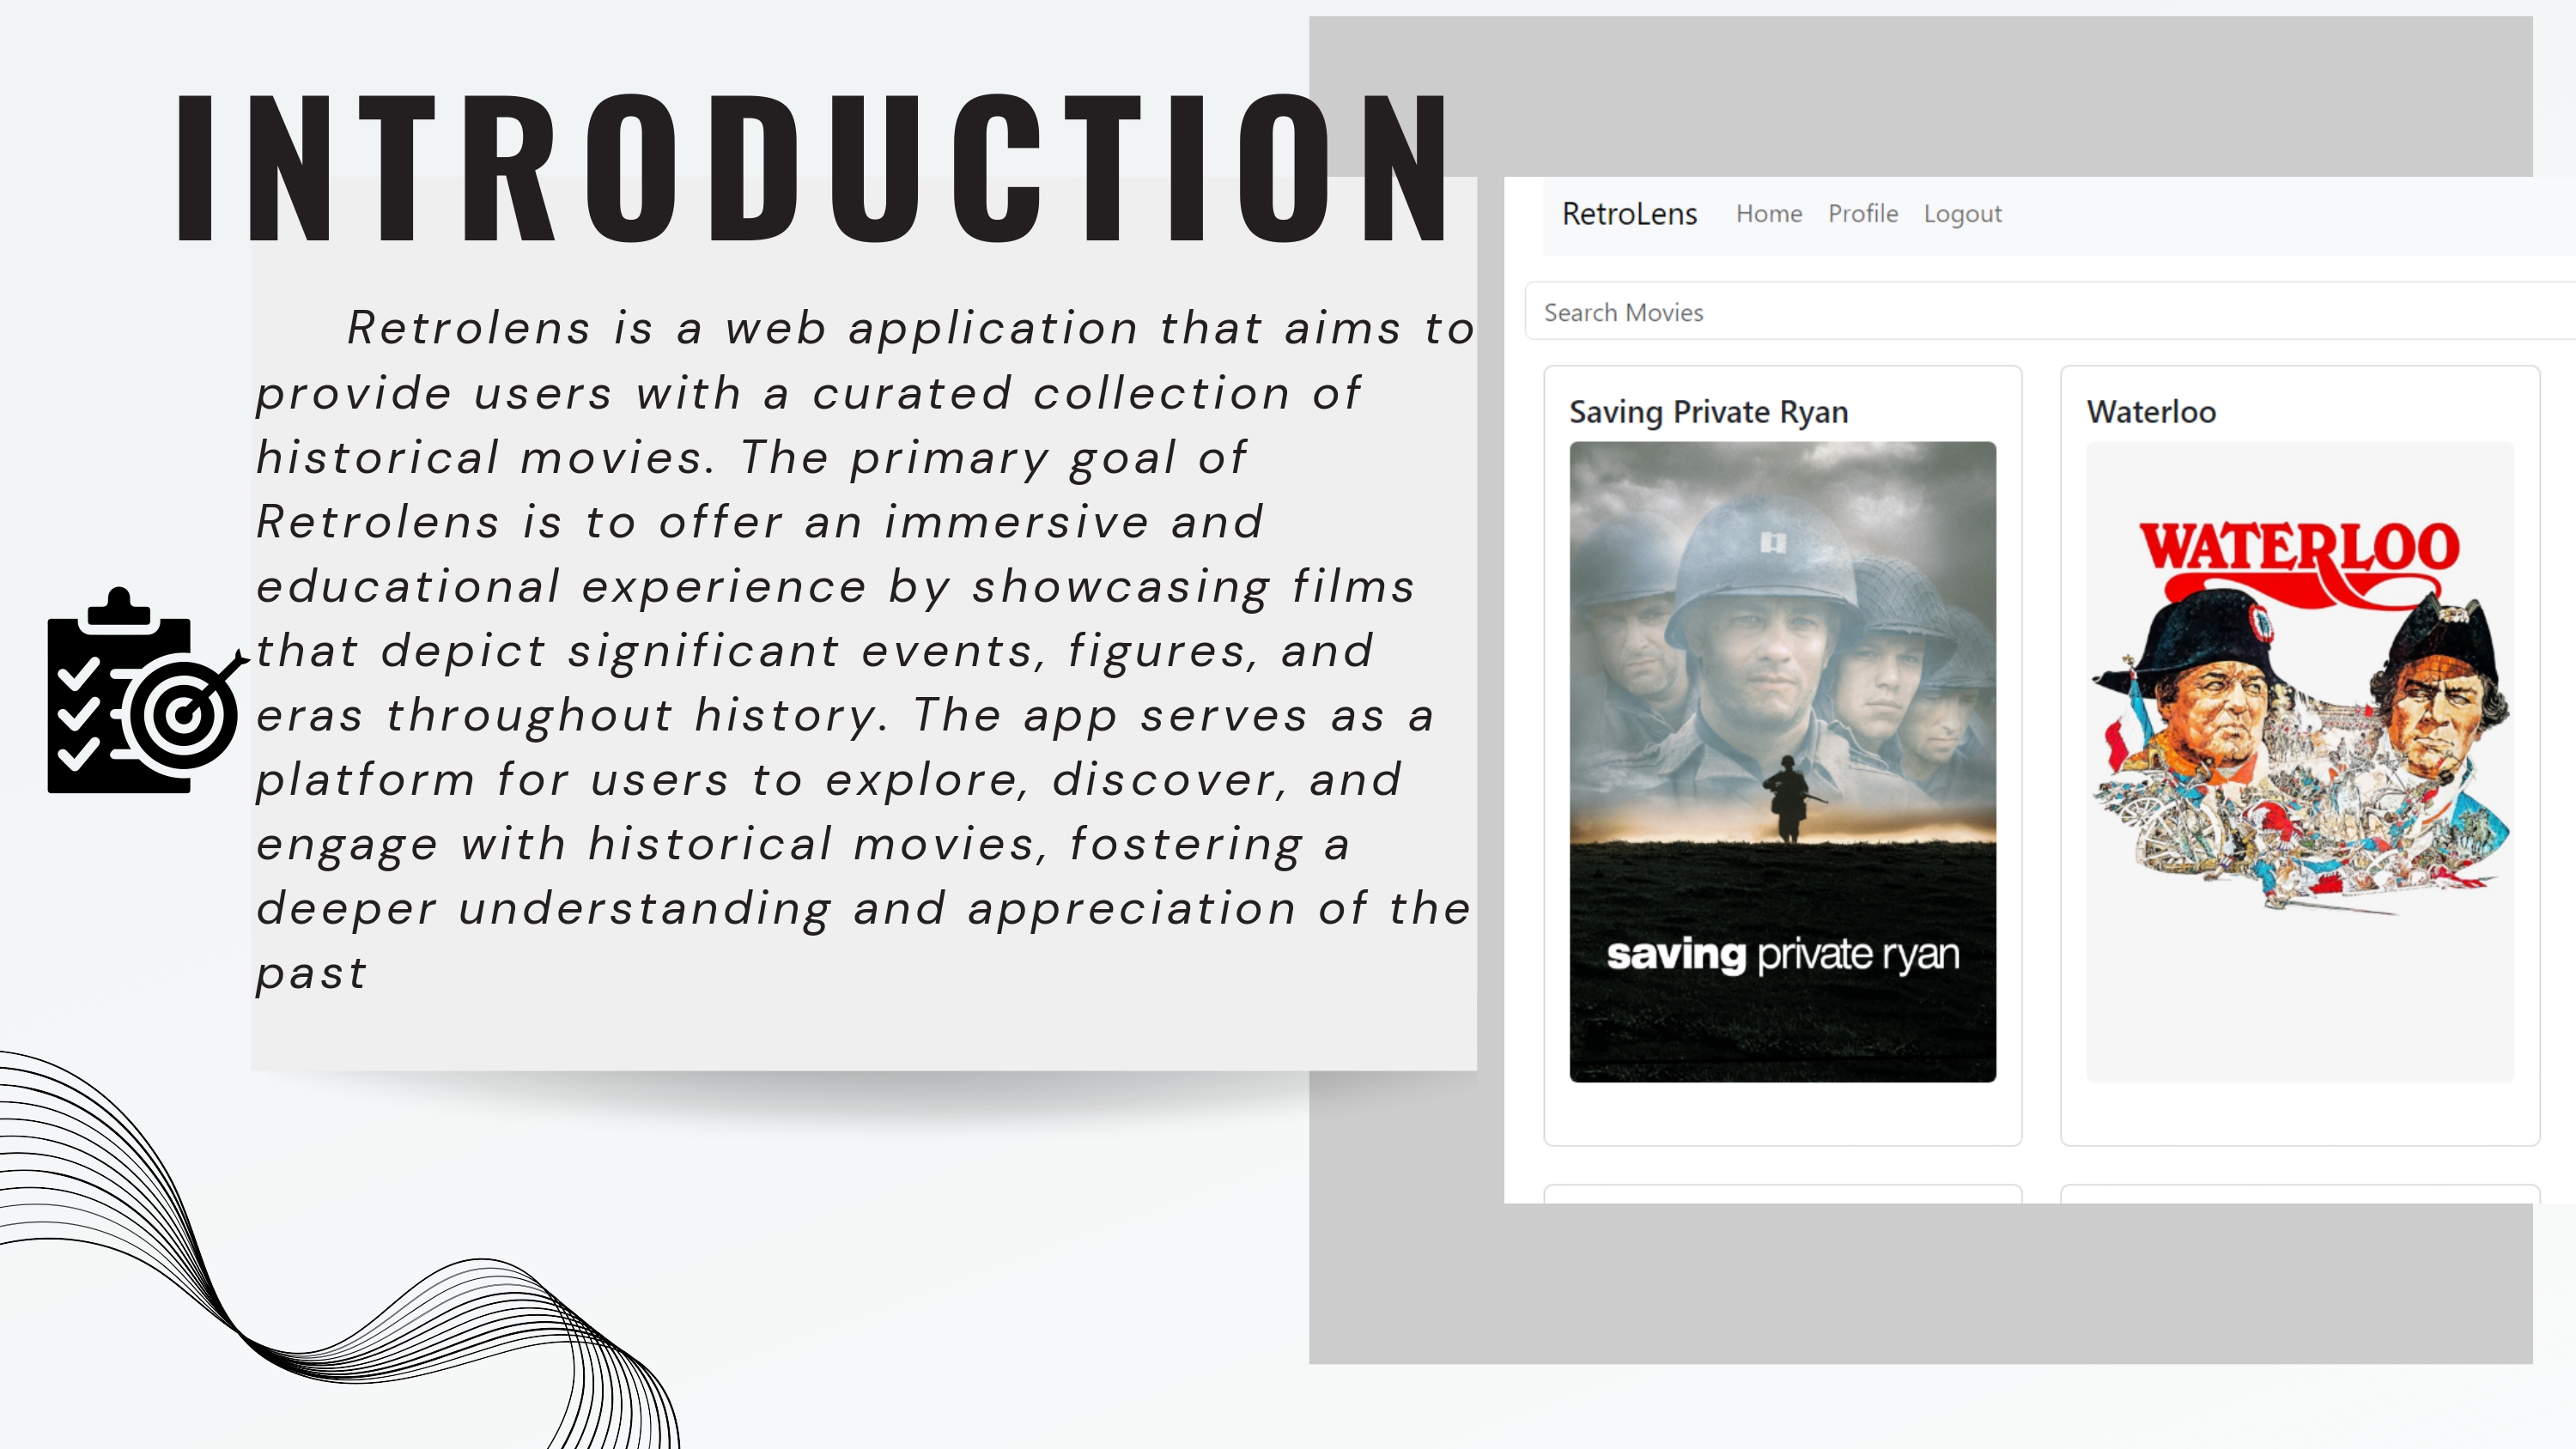 INTRODUCTION
Retrolens is a web application that aims to
provide users with a curated collection of
historical movies. The primary goal of
Retrolens is to offer an immersive and
educational experience by showcasing films
that depict significant events, figures, and
eras throughout history. The app serves as a
platform for users to explore, discover, and
engage with historical movies, fostering a
deeper understanding and appreciation of the
past
RetroLens Home Profile Logout
Search Movies
Saving Private Ryan
saving private ryan
Waterloo
WATERLOO